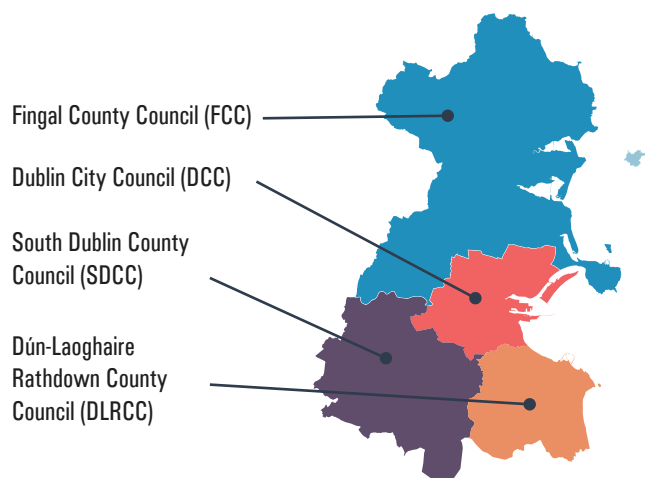 Fingal County Council (FCC)
Dublin City Council (DCC)
South Dublin County
Council (SDCC)
Dún-Laoghaire
Rathdown County
Council (DLRCC)